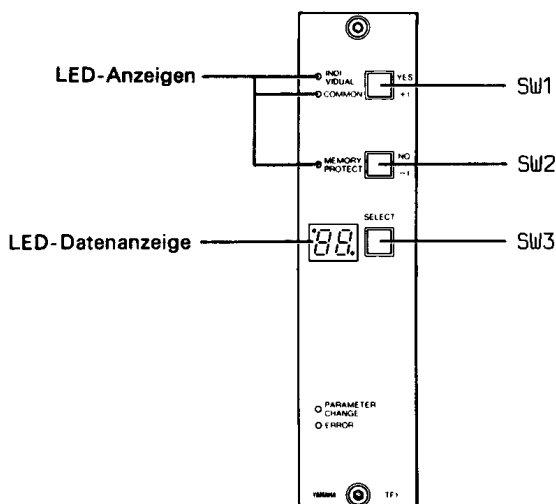 LED-Anzeigen
INDI
VIDUAL
COMMON
YES
+1
SW1
MEMORY
PROTECT
NO
−1
SW2
SELECT
LED-Datenanzeige
88.
SW3
PARAMETER
CHANGE
ERROR
YAMAHA